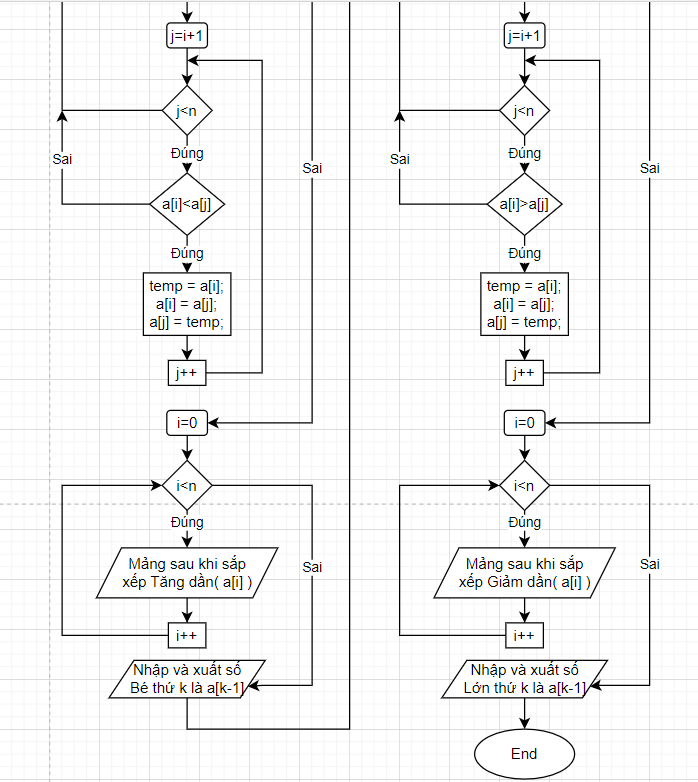 j=i+1
j<n
Đúng
Sai
a[i]<a[j]
Sai
Đúng
temp = a[i];
a[i] = a[j];
a[j] = temp;
j++
i=0
i<n
Đúng
Mảng sau khi sắp
xếp Tăng dần( a[i] )
Sai
i++
Nhập và xuất số
Bé thứ k là a[k-1]
j=i+1
j<n
Đúng
Sai
a[i]>a[j]
Sai
Đúng
temp = a[i];
a[i] = a[j];
a[j] = temp;
j++
i=0
i<n
Đúng
Mảng sau khi sắp
xếp Giảm dần( a[i] )
Sai
i++
Nhập và xuất số
Lớn thứ k là a[k-1]
End